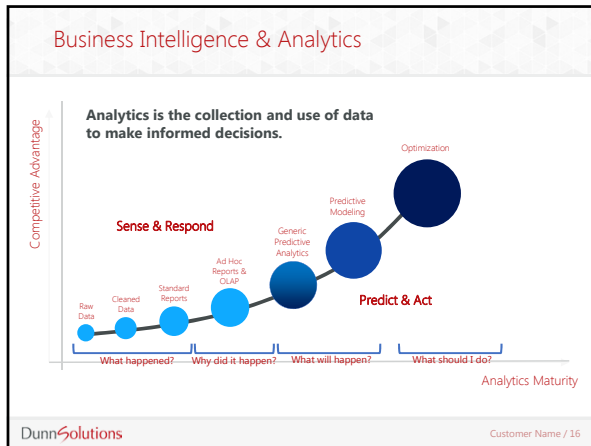 Business Intelligence & Analytics
Analytics is the collection and use of data
to make informed decisions.
Competitive Advantage
Optimization
Predictive
Modeling
Sense & Respond
Generic
Predictive
Analytics
Ad Hoc
Reports &
OLAP
Standard
Reports
Cleaned
Data
Raw
Data
Predict & Act
What happened?
Why did it happen?
What will happen?
What should I do?
Analytics Maturity
DunnSolutions
Customer Name / 16